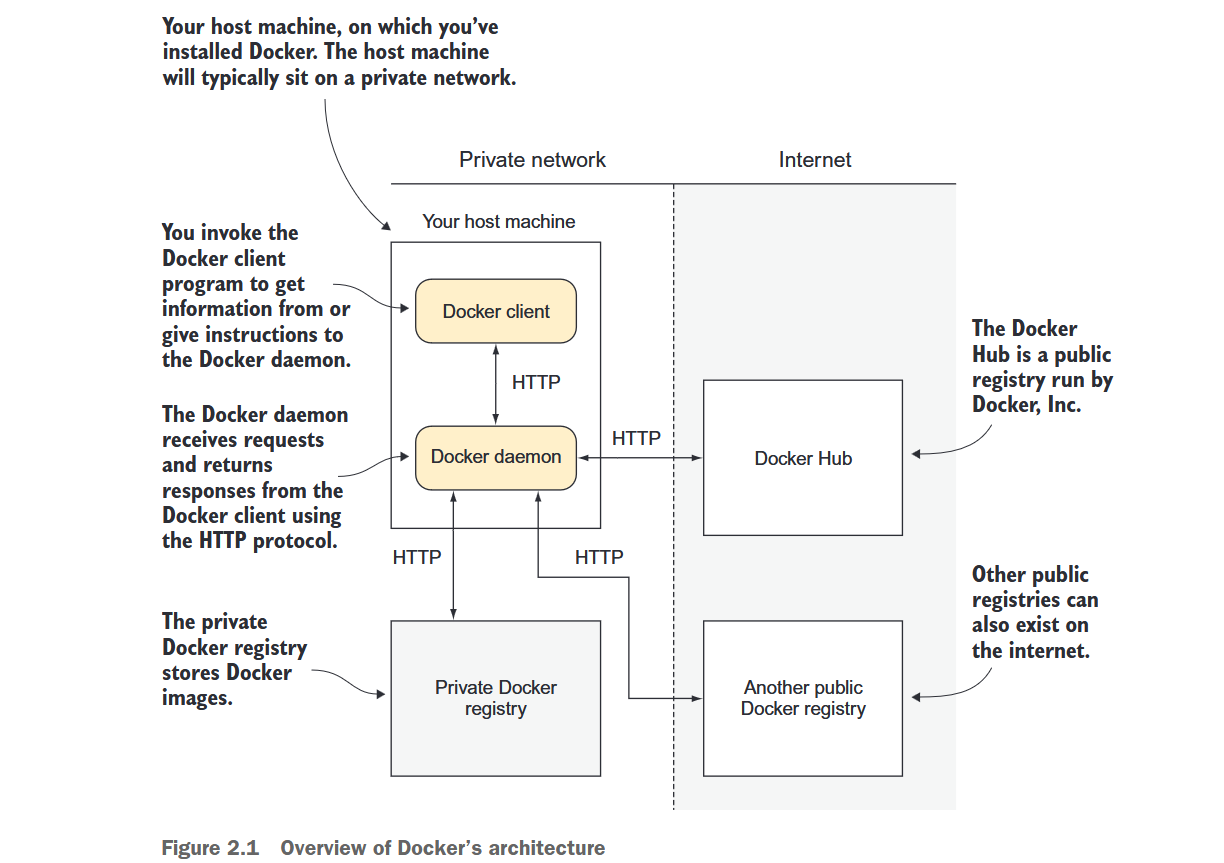 Your host machine, on which you’ve
installed Docker. The host machine
will typically sit on a private network.
Private network
Internet
Your host machine
You invoke the
Docker client
program to get
information from or
give instructions to
the Docker daemon.
Docker client
HTTP
The Docker daemon
receives requests
and returns
responses from the
Docker client using
the HTTP protocol.
Docker daemon
HTTP
Docker Hub
The Docker
Hub is a public
registry run by
Docker, Inc.
HTTP
HTTP
The private
Docker registry
stores Docker
images.
Private Docker
registry
Another public
Docker registry
Other public
registries can
also exist on
the internet.
Figure 2.1 Overview of Docker’s architecture